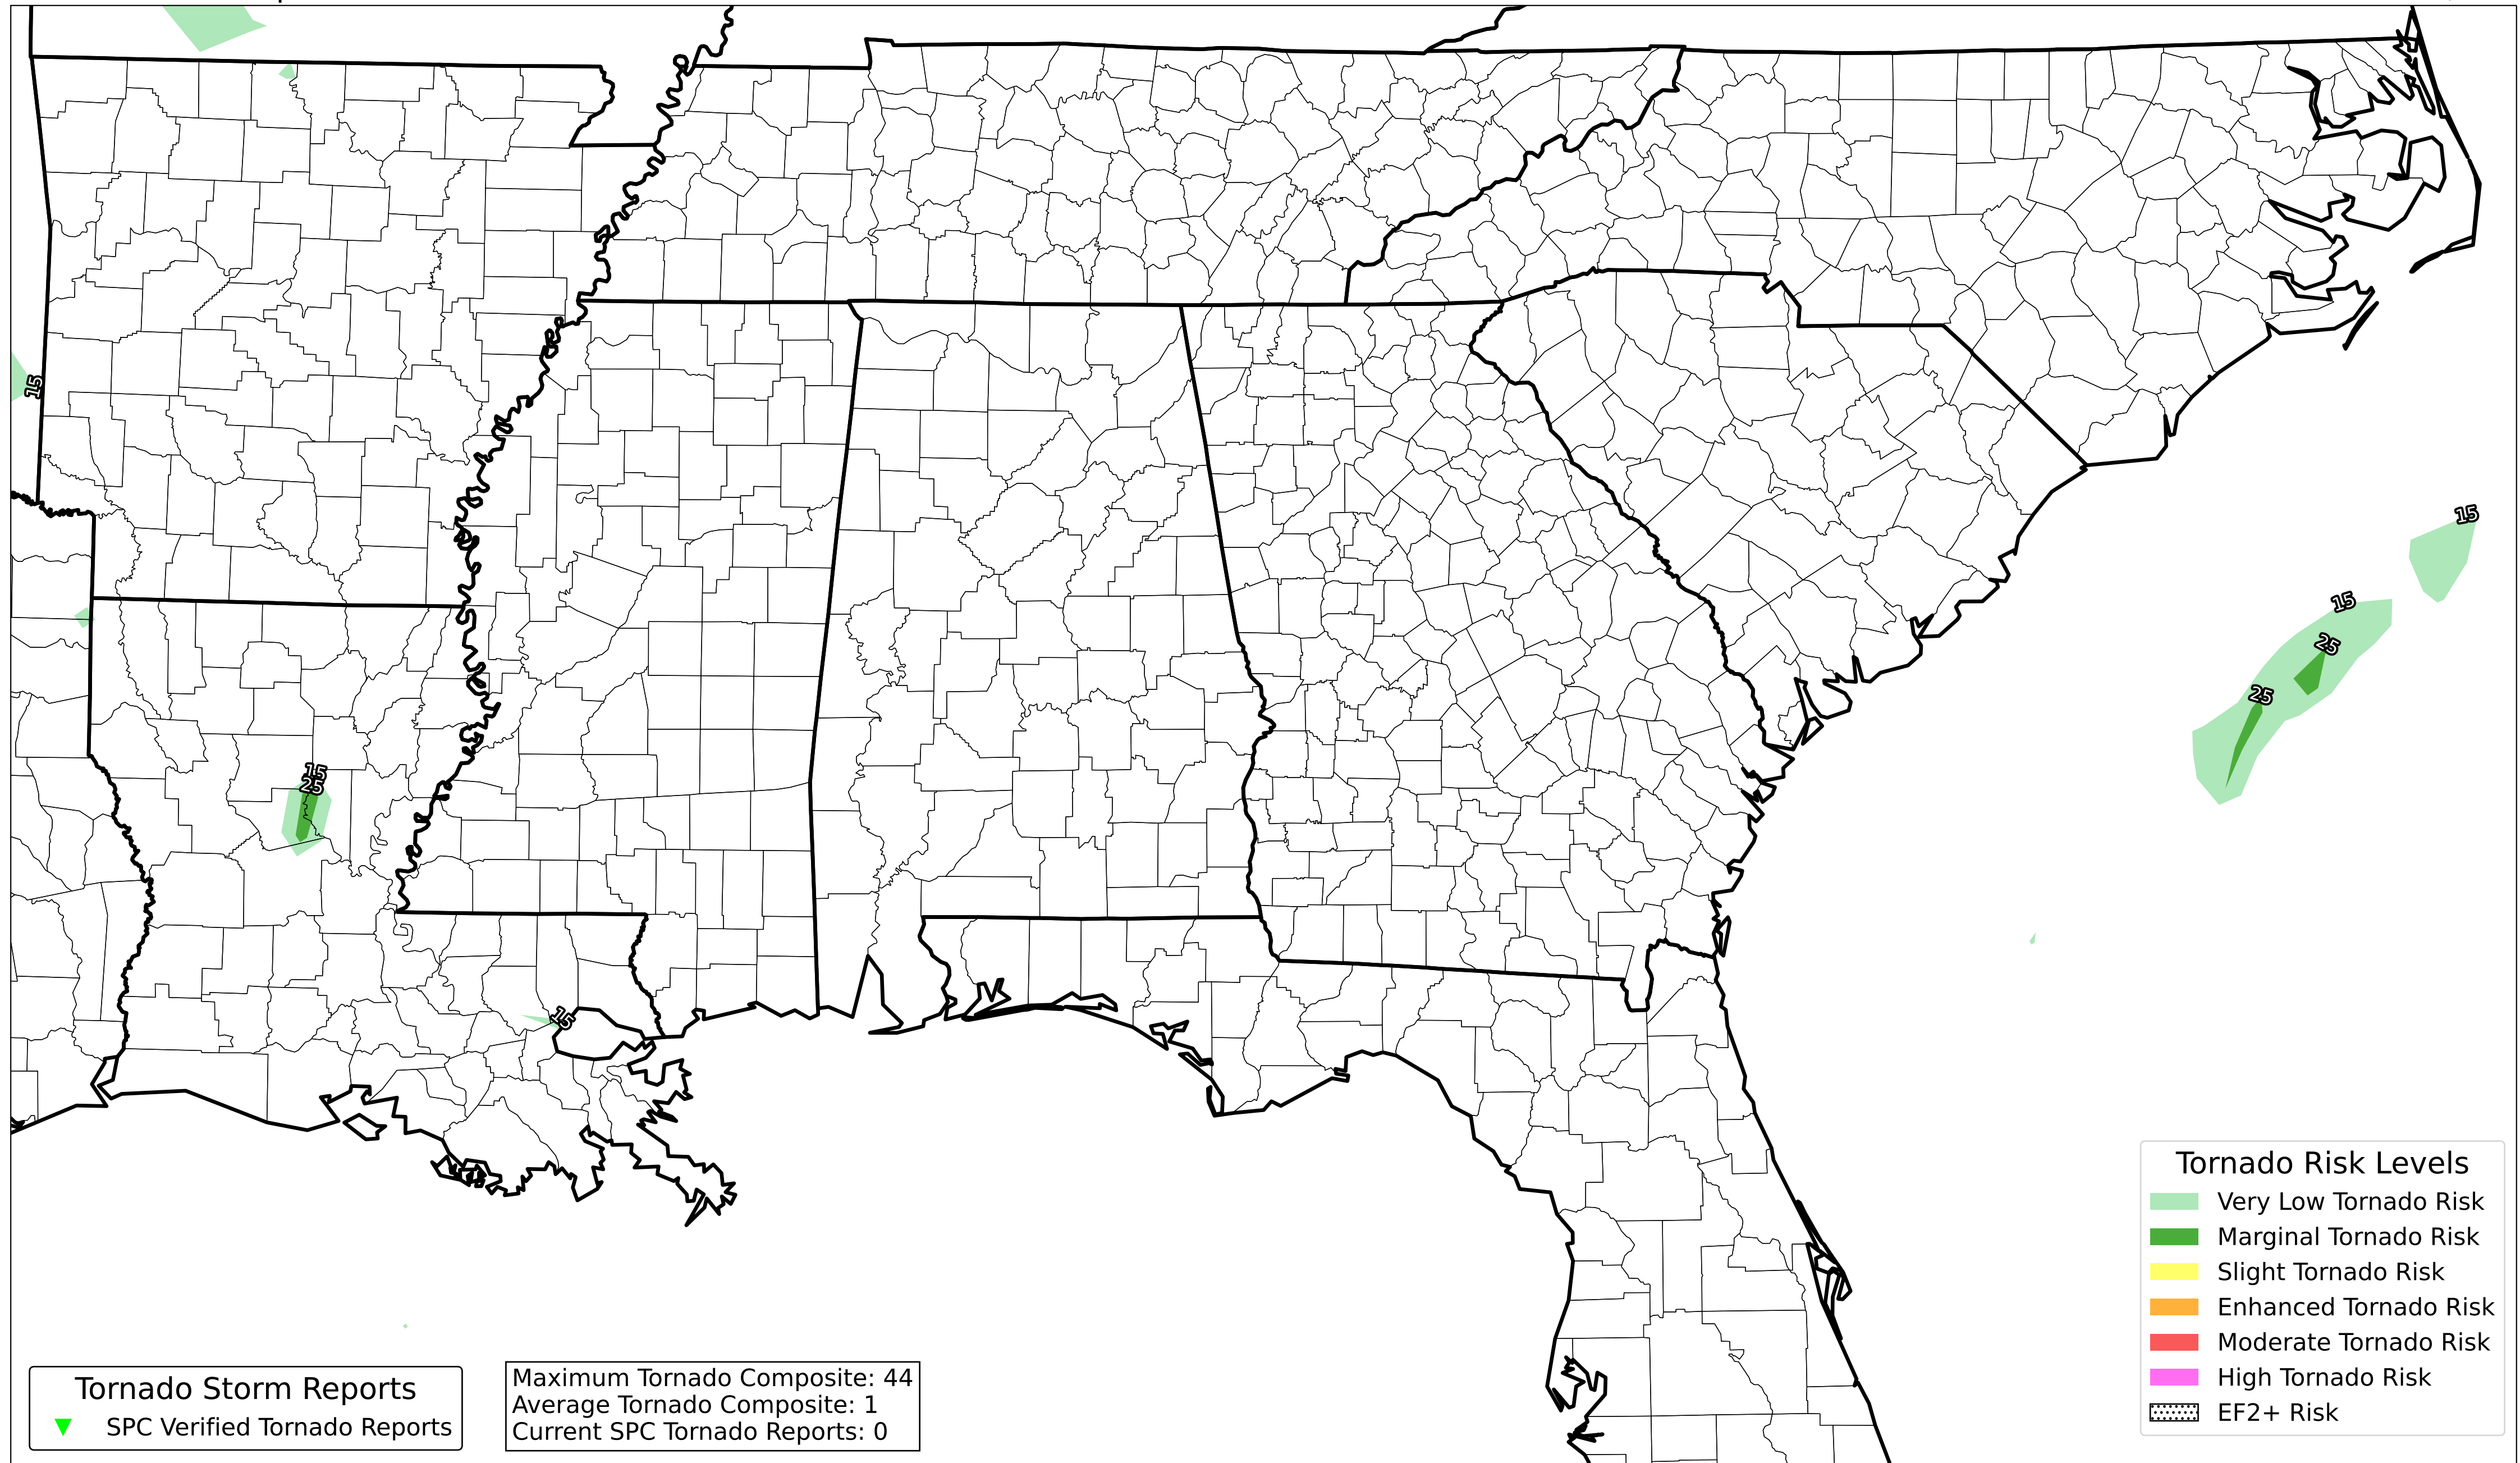 15
15
15
25
25
15
25
15
Tornado Risk Levels
Very Low Tornado Risk
Marginal Tornado Risk
Slight Tornado Risk
Enhanced Tornado Risk
Moderate Tornado Risk
High Tornado Risk
EF2+ Risk
Tornado Storm Reports
SPC Verified Tornado Reports
Maximum Tornado Composite: 44
Average Tornado Composite: 1
Current SPC Tornado Reports: 0